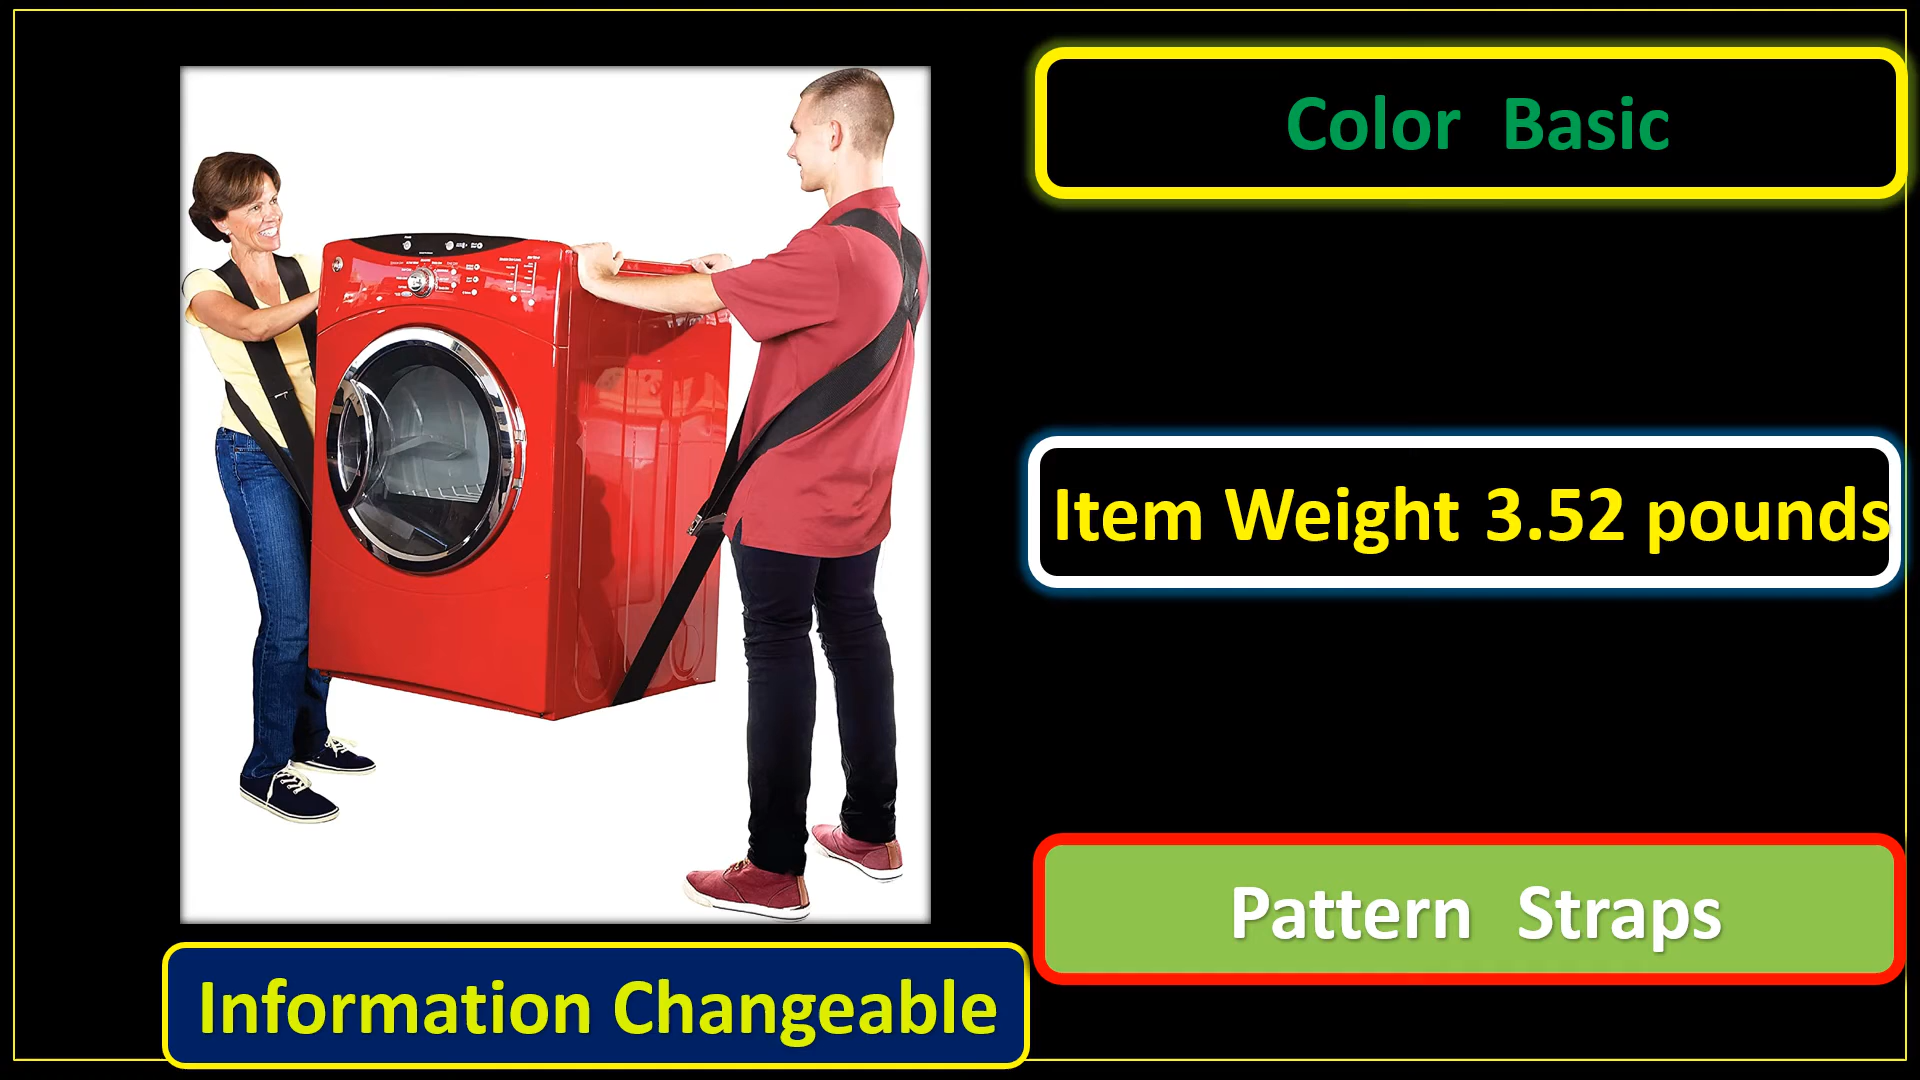 Color Basic
Item Weight 3.52 pounds
Pattern Straps
Information Changeable